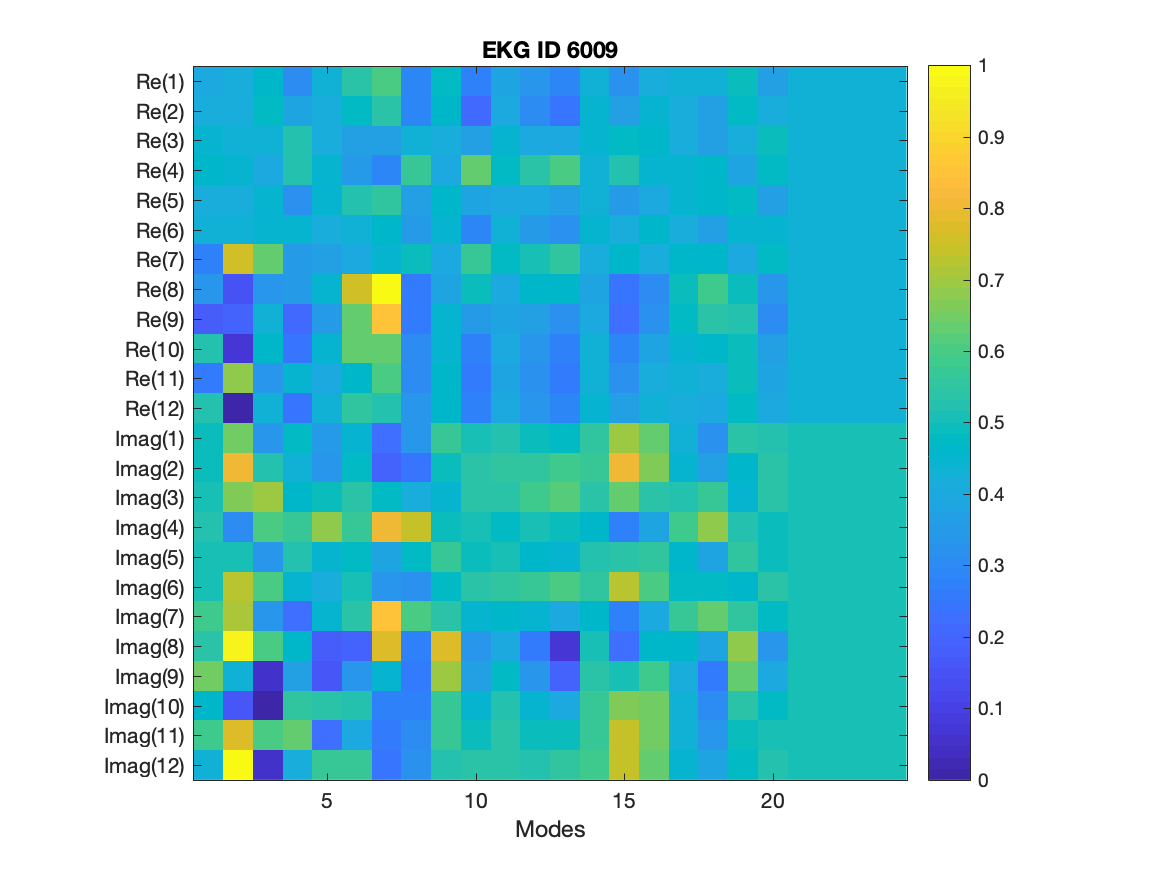 EKG ID 6009
Re(1)
Re(2)
Re(3)
Re(4)
Re(5)
Re(6)
Re(7)
Re(8)
Re(9)
Re(10)
Re(11)
Re(12)
Imag(1)
Imag(2)
Imag(3)
Imag(4)
Imag(5)
Imag(6)
Imag(7)
Imag(8)
Imag(9)
Imag(10)
Imag(11)
Imag(12)
5 10 15 20
Modes
1
0.9
0.8
0.7
0.6
0.5
0.4
0.3
0.2
0.1
0